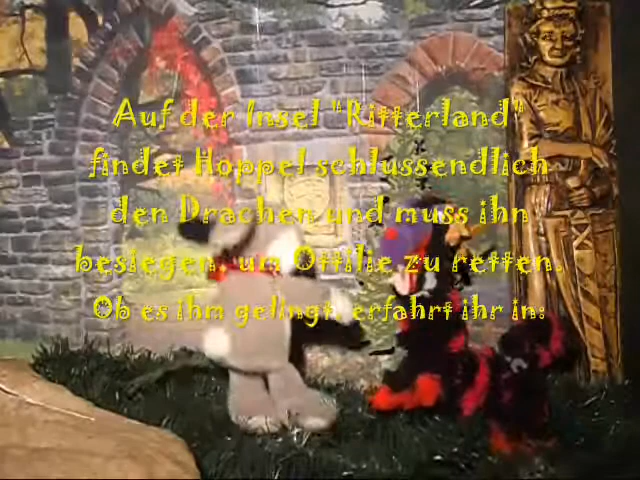 Auf der Insel "Ritterland"
findet Hoppel schlussendlich
den Drachen und muss ihn
besiegen, um Ottilie zu retten.
Ob es ihm gelingt, erfahrt ihr in: